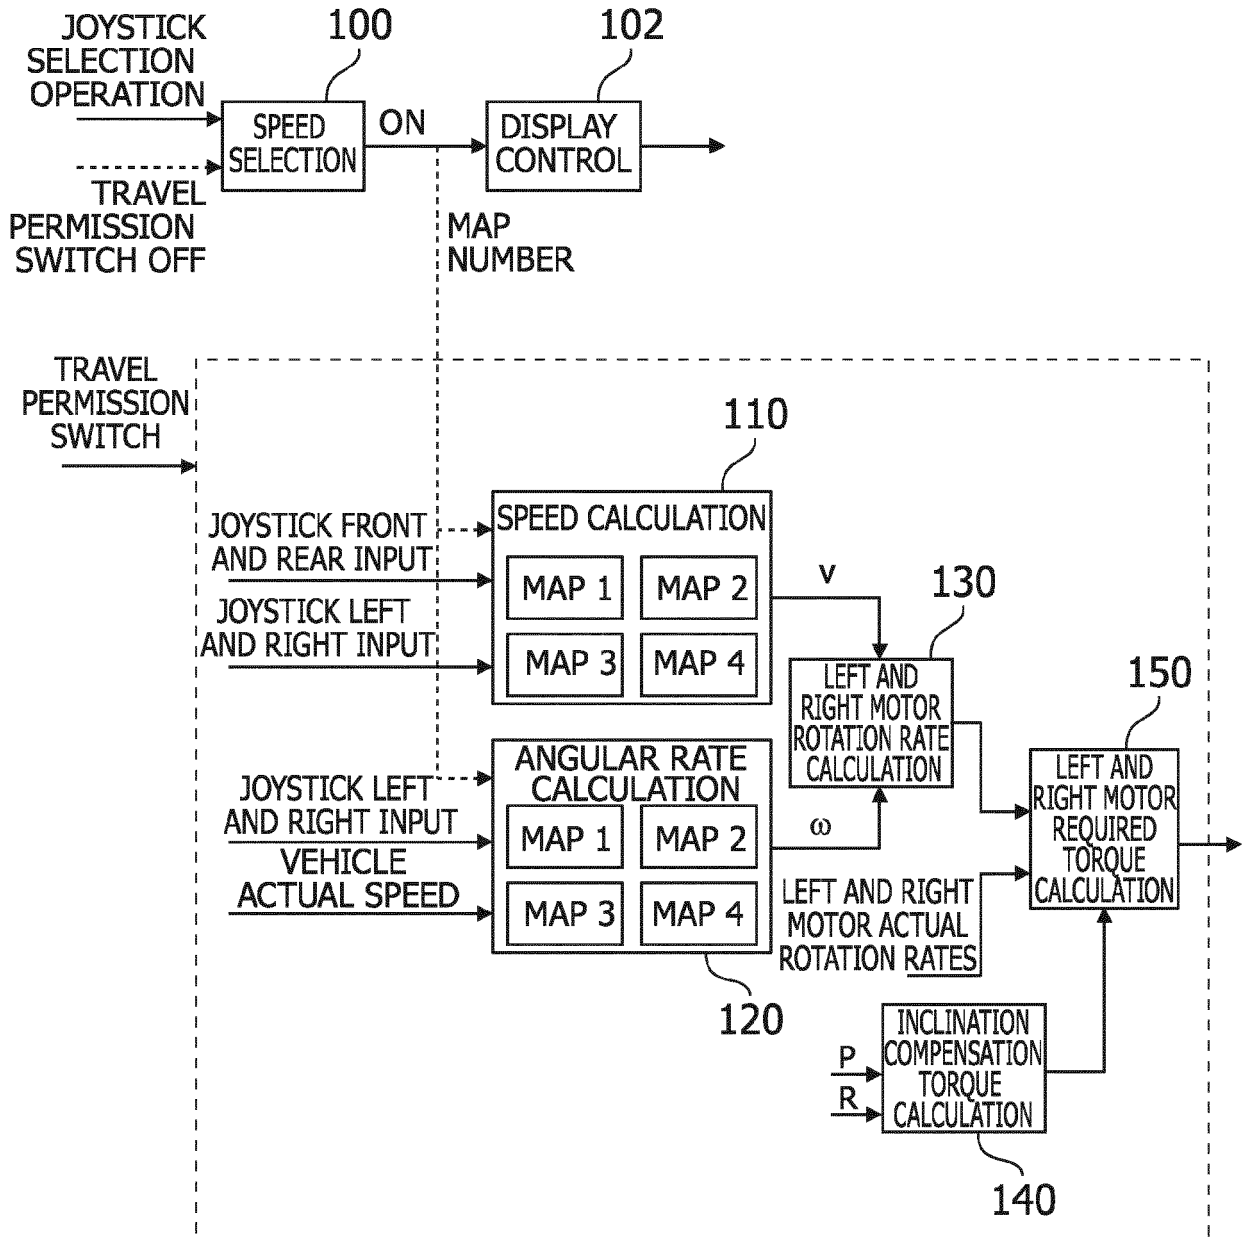 JOYSTICK
SELECTION
OPERATION
100
102
SPEED
SELECTION
ON
DISPLAY
CONTROL
TRAVEL
PERMISSION
SWITCH OFF
MAP
NUMBER
TRAVEL
PERMISSION
SWITCH
110
SPEED CALCULATION
JOYSTICK FRONT
AND REAR INPUT
JOYSTICK LEFT
AND RIGHT INPUT
MAP 1
MAP 2
MAP 3
MAP 4
V
130
LEFT AND
RIGHT MOTOR
ROTATION RATE
CALCULATION
150
LEFT AND
RIGHT MOTOR
REQUIRED
TORQUE
CALCULATION
ANGULAR RATE
CALCULATION
JOYSTICK LEFT
AND RIGHT INPUT
VEHICLE
ACTUAL SPEED
MAP 1
MAP 2
MAP 3
MAP 4
ω
LEFT AND RIGHT
MOTOR ACTUAL
ROTATION RATES
120
P
R
INCLINATION
COMPENSATION
TORQUE
CALCULATION
140